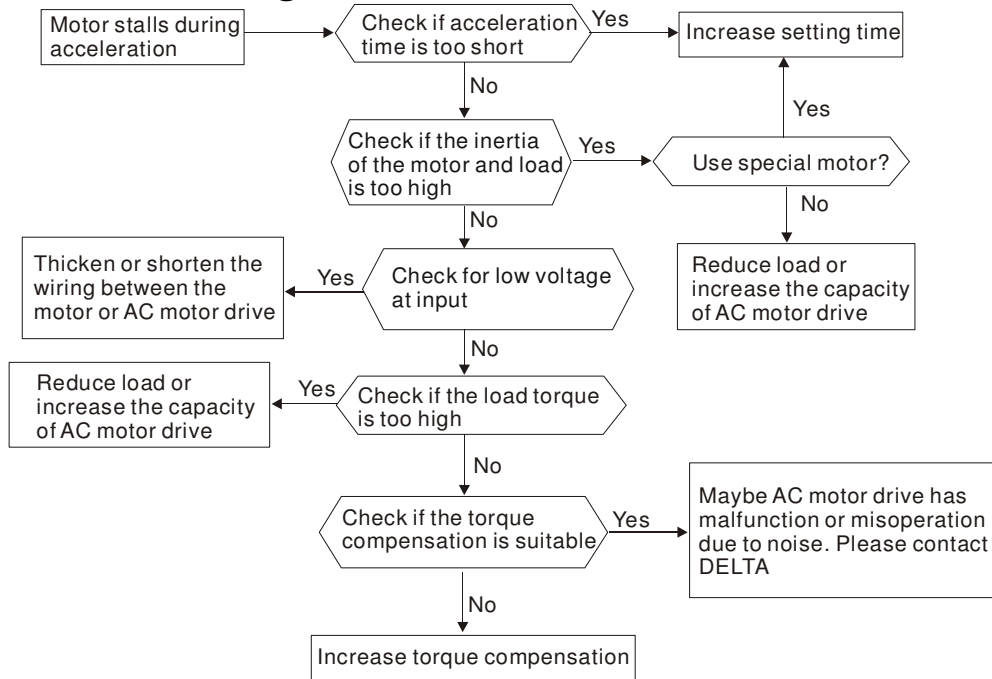 Motor stalls during
acceleration
Check if acceleration
time is too short
Yes
Increase setting time
No
Yes
Check if the inertia
of the motor and load
is too high
Yes
Use special motor?
No
No
Thicken or shorten the
wiring between the
motor or AC motor drive
Yes
Check for low voltage
at input
Reduce load or
increase the capacity
of AC motor drive
No
Reduce load or
increase the capacity
of AC motor drive
Yes
Check if the load torque
is too high
No
Check if the torque
compensation is suitable
Yes
Maybe AC motor drive has
malfunction or misoperation
due to noise. Please contact
DELTA
No
Increase torque compensation